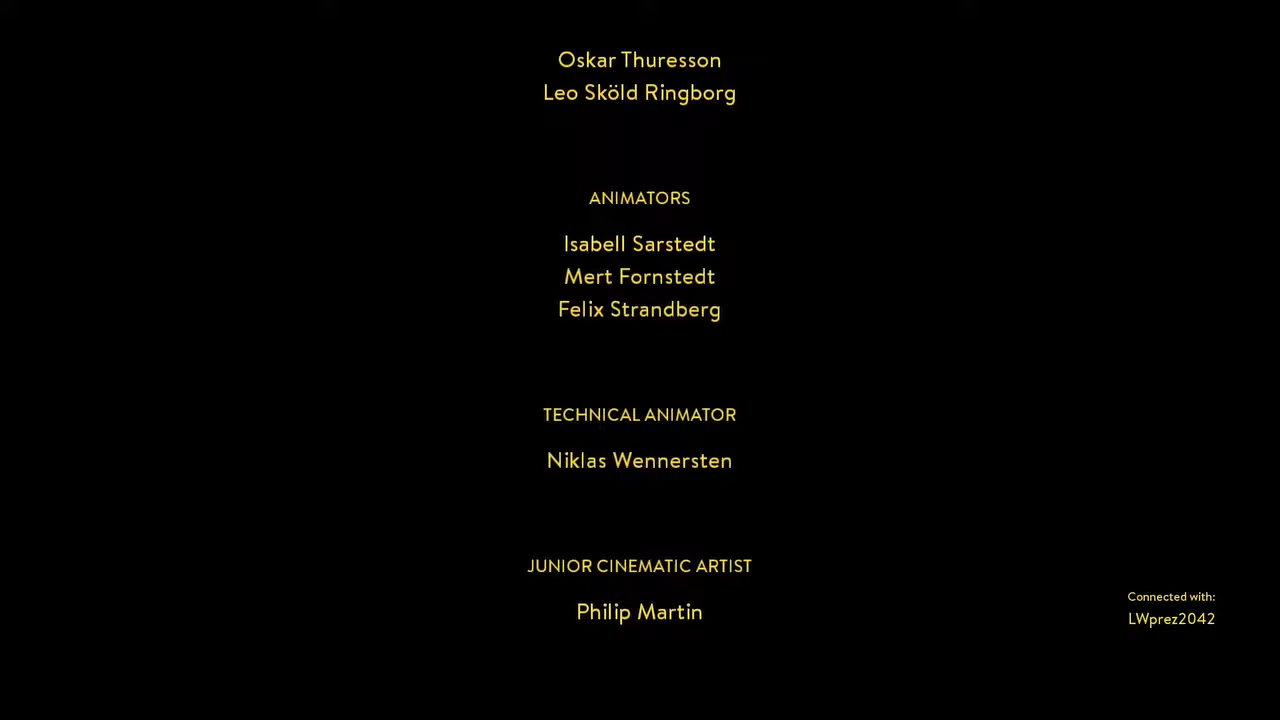 Oskar Thuresson
Leo Sköld Ringborg
ANIMATORS
Isabell Sarstedt
Mert Fornstedt
Felix Strandberg
TECHNICAL ANIMATOR
Niklas Wennersten
JUNIOR CINEMATIC ARTIST
Philip Martin
Connected with:
LWprez2042